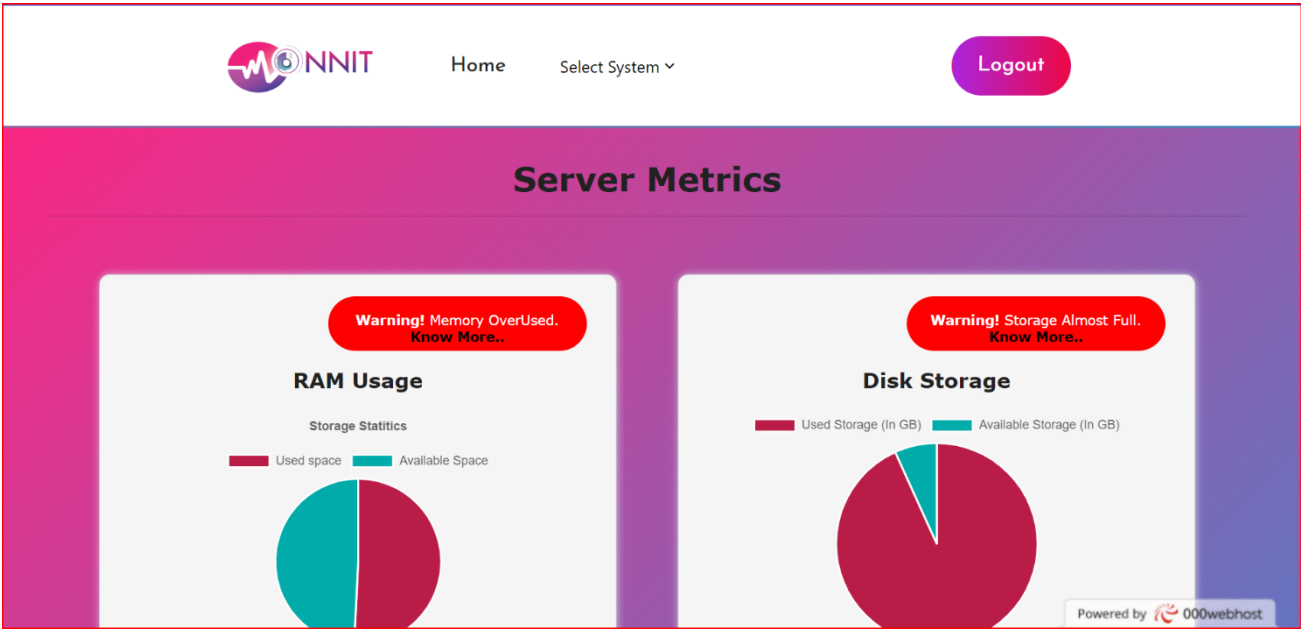 MONNIT
Home
Select System
Logout
Server Metrics
Warning! Memory OverUsed.
Know More..
RAM Usage
Storage Statitics
Used space
Available Space
Warning! Storage Almost Full.
Know More..
Disk Storage
Used Storage (In GB)
Available Storage (In GB)
Powered by 000webhost